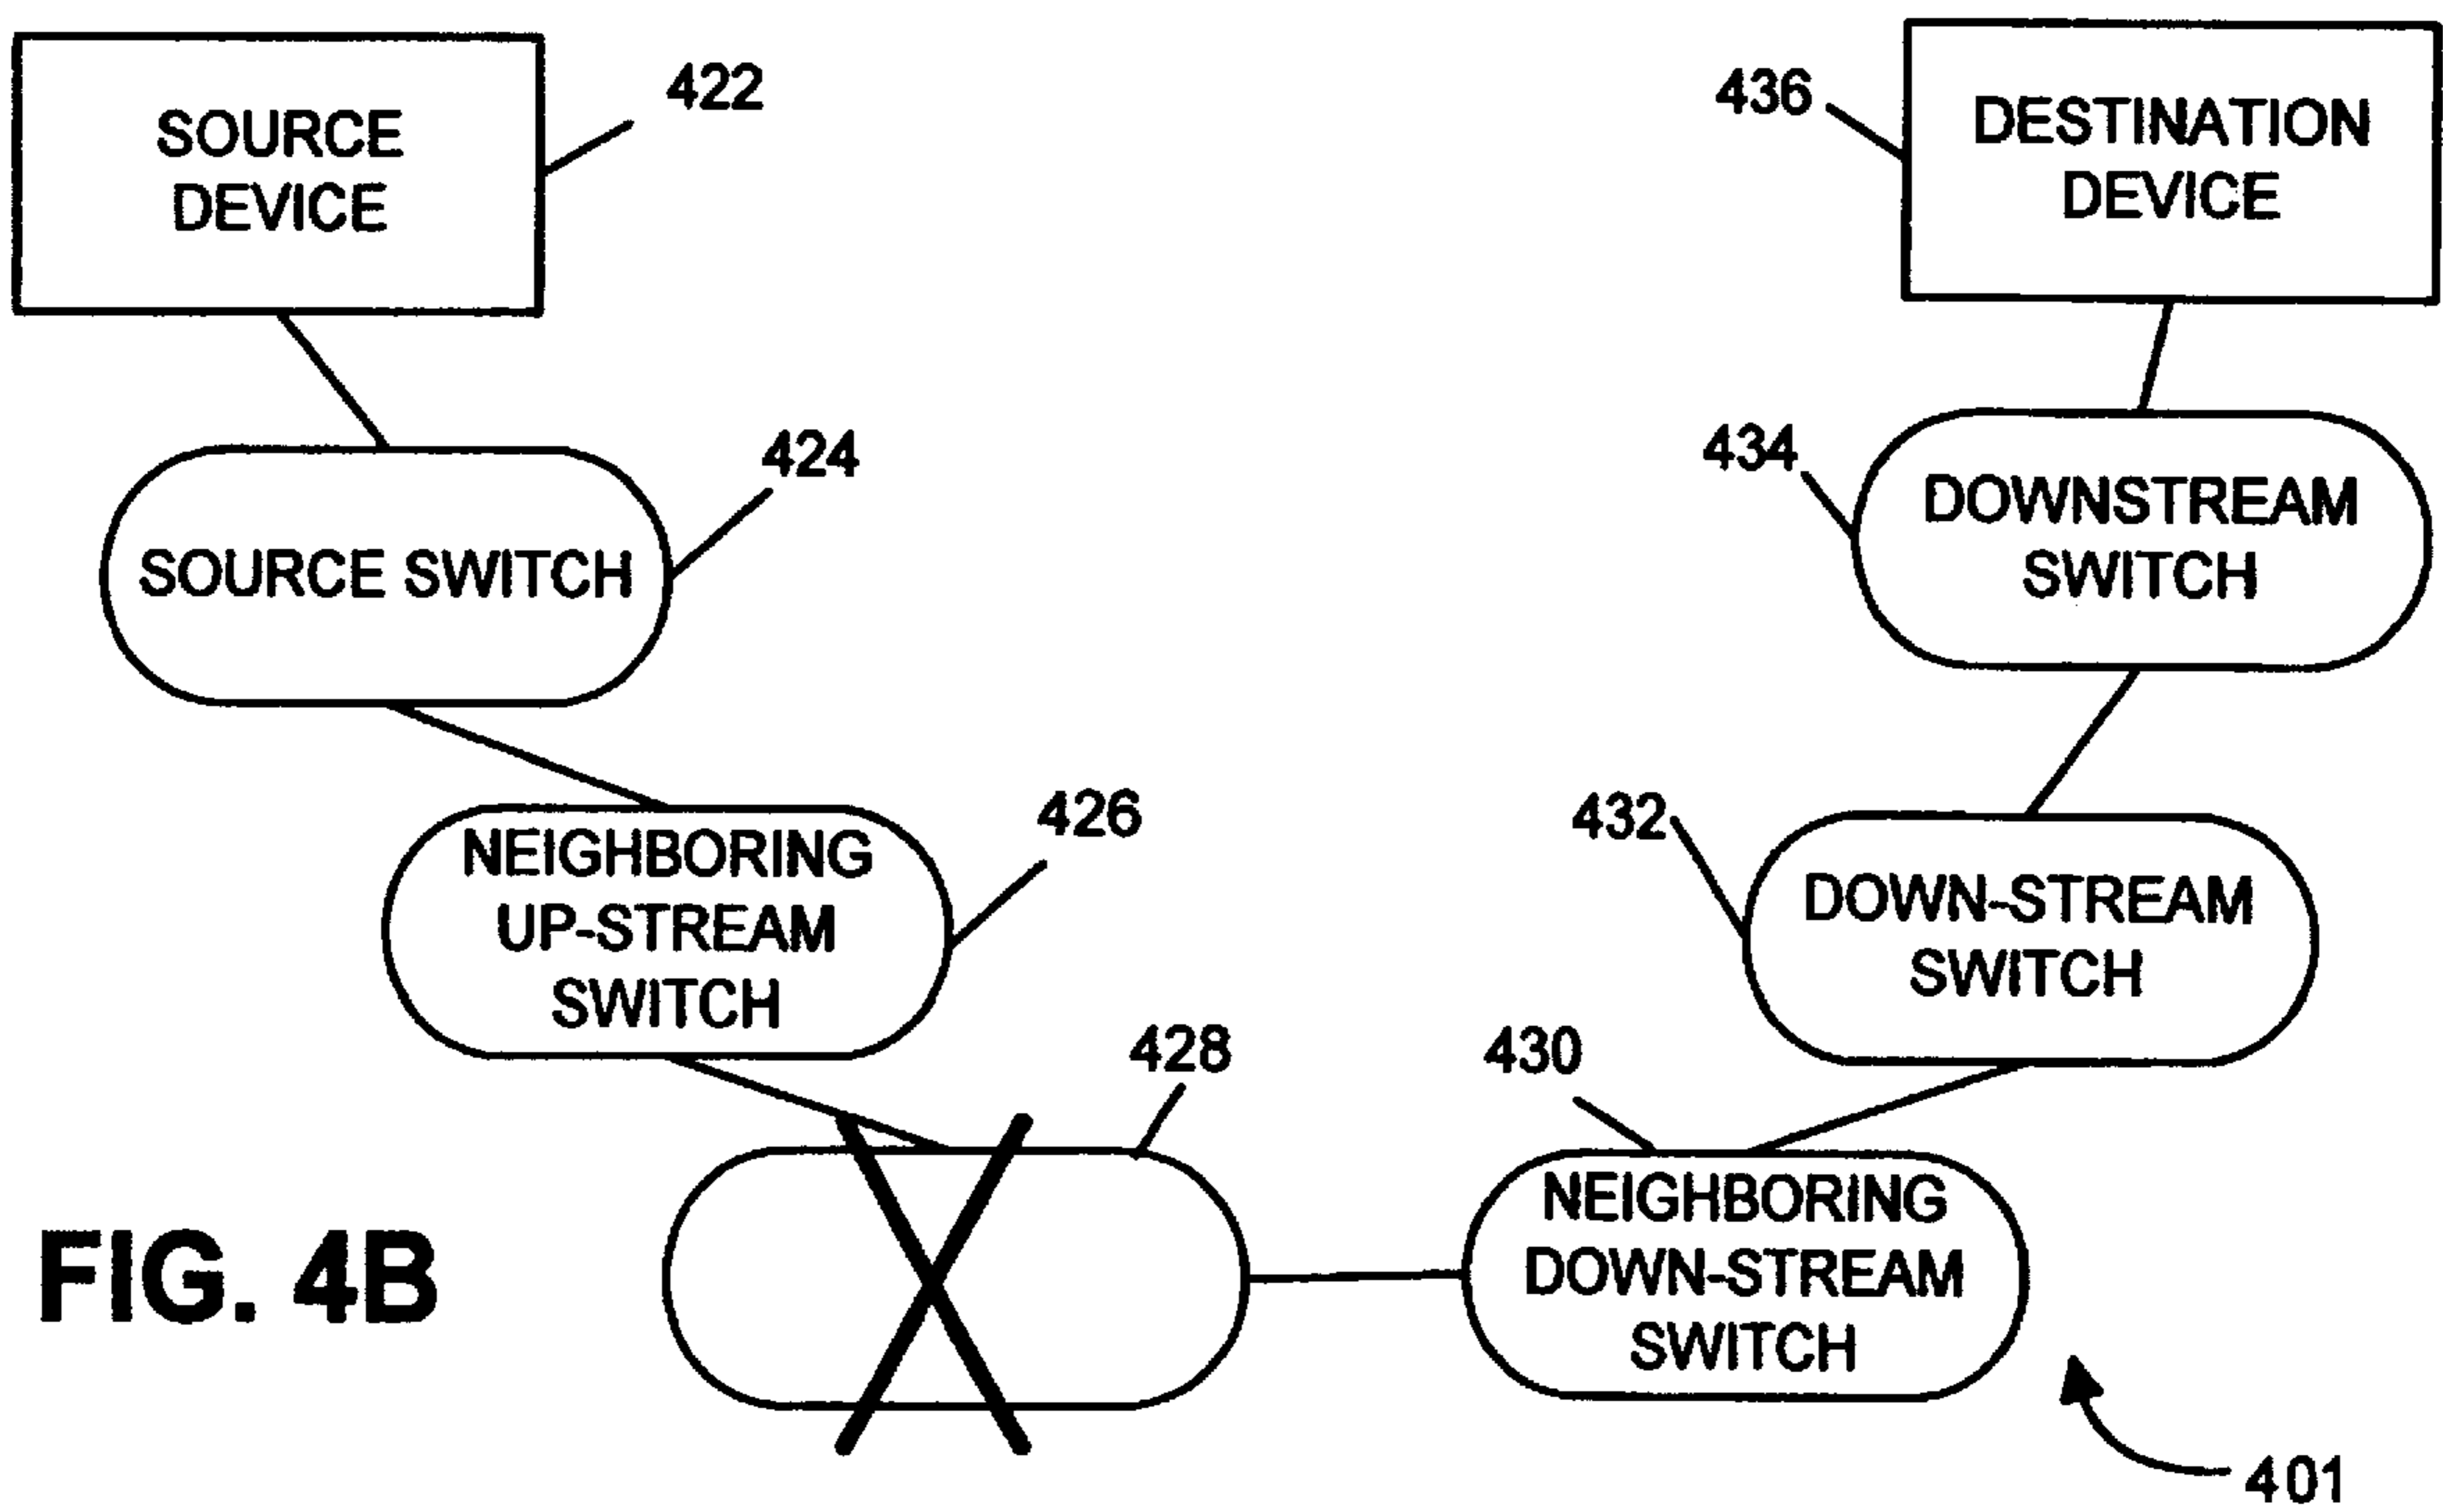 SOURCE
DEVICE
422
436
DESTINATION
DEVICE
424
SOURCE SWITCH
434
DOWNSTREAM
SWITCH
426
NEIGHBORING
UP-STREAM
SWITCH
432
DOWN-STREAM
SWITCH
428
430
NEIGHBORING
DOWN-STREAM
SWITCH
FIG. 4B
401